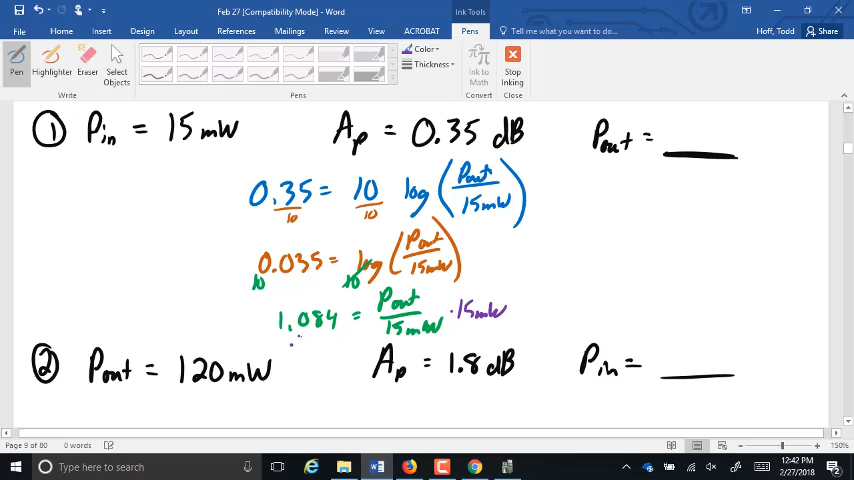 Feb 27 [Compatibility Mode] - Word
Ink Tools
Hoff, Todd
File Home Insert Design Layout References Mailings Review View ACROBAT Pens Tell me what you want to do... Share
Pen Highlighter Eraser Select Objects
Color
Thickness
Ink to Math
Stop Inking
Write Pens Convert Close
① Pin = 15 mW Ap = 0.35 dB Pout = ____
0.35/10 = 10/10 log (Pout/15mW)
10 0.035 = 10 log (Pout/15mW)
1.084 = Pout/15mW · 15mW
② Pout = 120 mW Ap = 1.8 dB Pin = ____
Page 9 of 80 0 words 150%
Type here to search
12:42 PM
2/27/2018
2